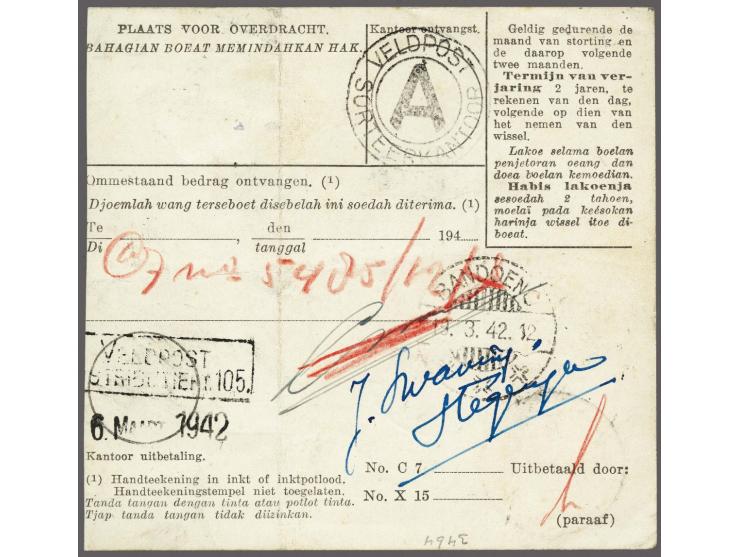 PLAATS VOOR OVERDRACHT.
BAHAGIAN BOEAT MEMINDAHKAN HAK.
Kantoor ontvangst.
VELDPOST
A
SORTEERKANTOOR
Geldig gedurende de
maand van storting en
de daarop volgende
twee maanden.
Termijn van ver-
jaring 2 jaren, te
rekenen van den dag,
volgende op dien van
het nemen van den
wissel.
Lakoe selama boelan
penjetoran oeang dan
doea boelan kemoedian.
Habis lakoenja
sesoedah 2 tahoen,
moelaï pada keésokan
harinja wissel itoe di-
boeat.
Ommestaand bedrag ontvangen. (1)
Djoemlah wang terseboet disebelah ini soedah diterima. (1)
Te , den 194
Di tanggal
BANDOENG
3.42.12
VELDPOST
105.
6. MAART 1942
J. Swaving
Kantoor uitbetaling.
(1) Handteekening in inkt of inktpotlood.
Handteekeningstempel niet toegelaten.
Tanda tangan dengan tinta atau potlot tinta.
Tjap tanda tangan tidak diizinkan.
No. C 7 Uitbetaald door:
No. X 15
(paraaf)
3464